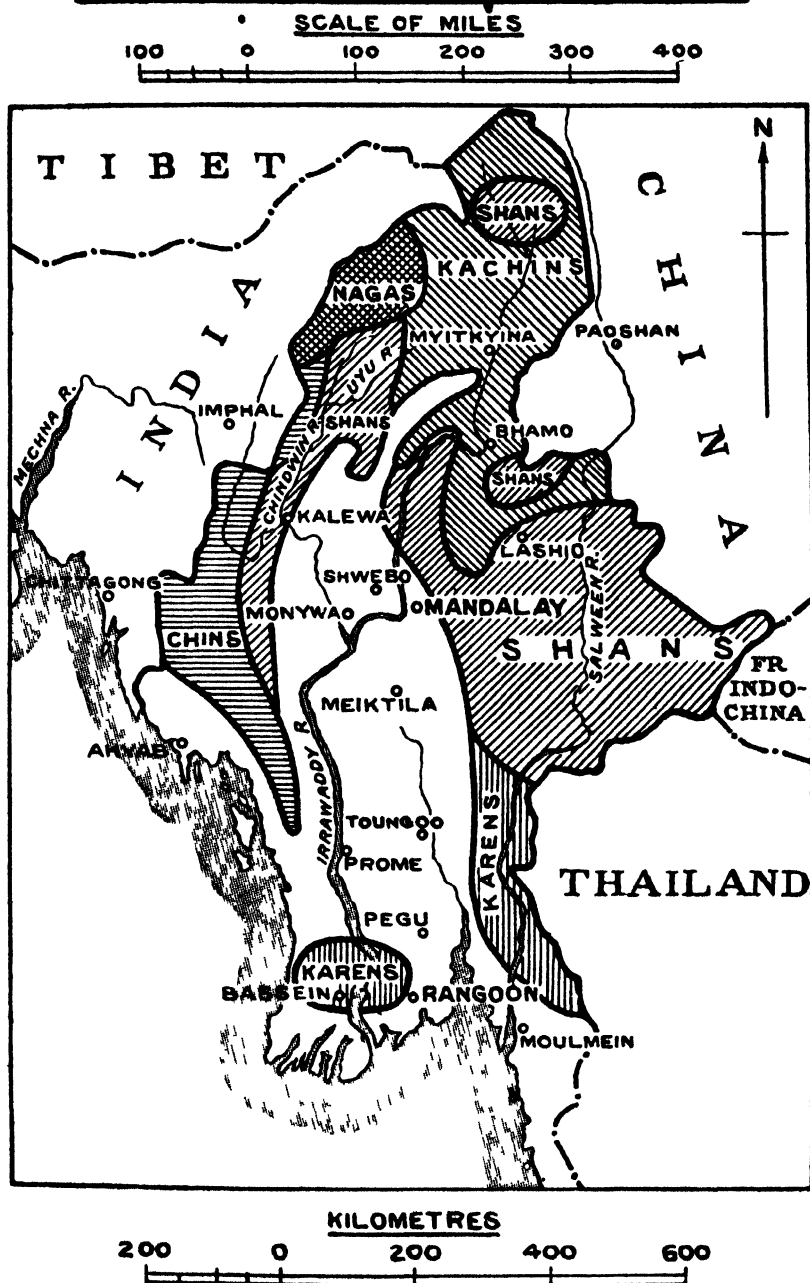 SCALE OF MILES
100 0 100 200 300 400
N
TIBET
CHINA
INDIA
SHANS
KACHINS
NAGAS
MYITKYINA
PAOSHAN
UYU R.
MECHNA R.
IMPHAL
SHANS
CHINDWIN R.
BHAMO
SHANS
KALEWA
LASHIO
CHITTAGONG
SHWEBO
MONYWA
MANDALAY
SALWEEN R.
CHINS
SHANS
FR
INDO-
CHINA
MEIKTILA
AKYAB
IRRAWADDY R.
TOUNGOO
PROME
KARENS
THAILAND
PEGU
KARENS
BASSEIN
RANGOON
MOULMEIN
KILOMETRES
200 0 200 400 600